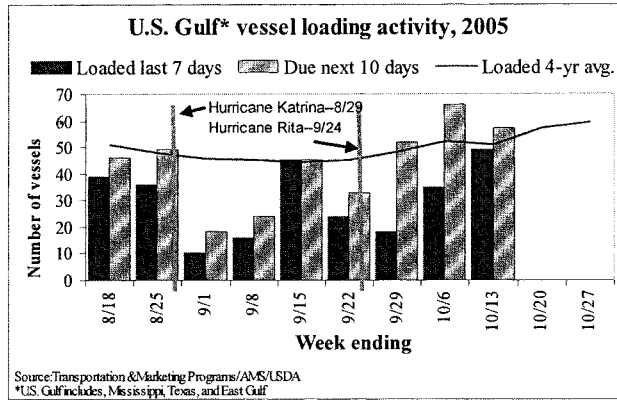 U.S. Gulf* vessel loading activity, 2005
Loaded last 7 days Due next 10 days Loaded 4-yr avg.
70
60
50
40
30
20
10
0
Number of vessels
Hurricane Katrina--8/29
Hurricane Rita--9/24
8/18 8/25 9/1 9/8 9/15 9/22 9/29 10/6 10/13 10/20 10/27
Week ending
Source:Transportation &Marketing Programs/AMS/USDA
*U.S. Gulf includes, Mississippi, Texas, and East Gulf